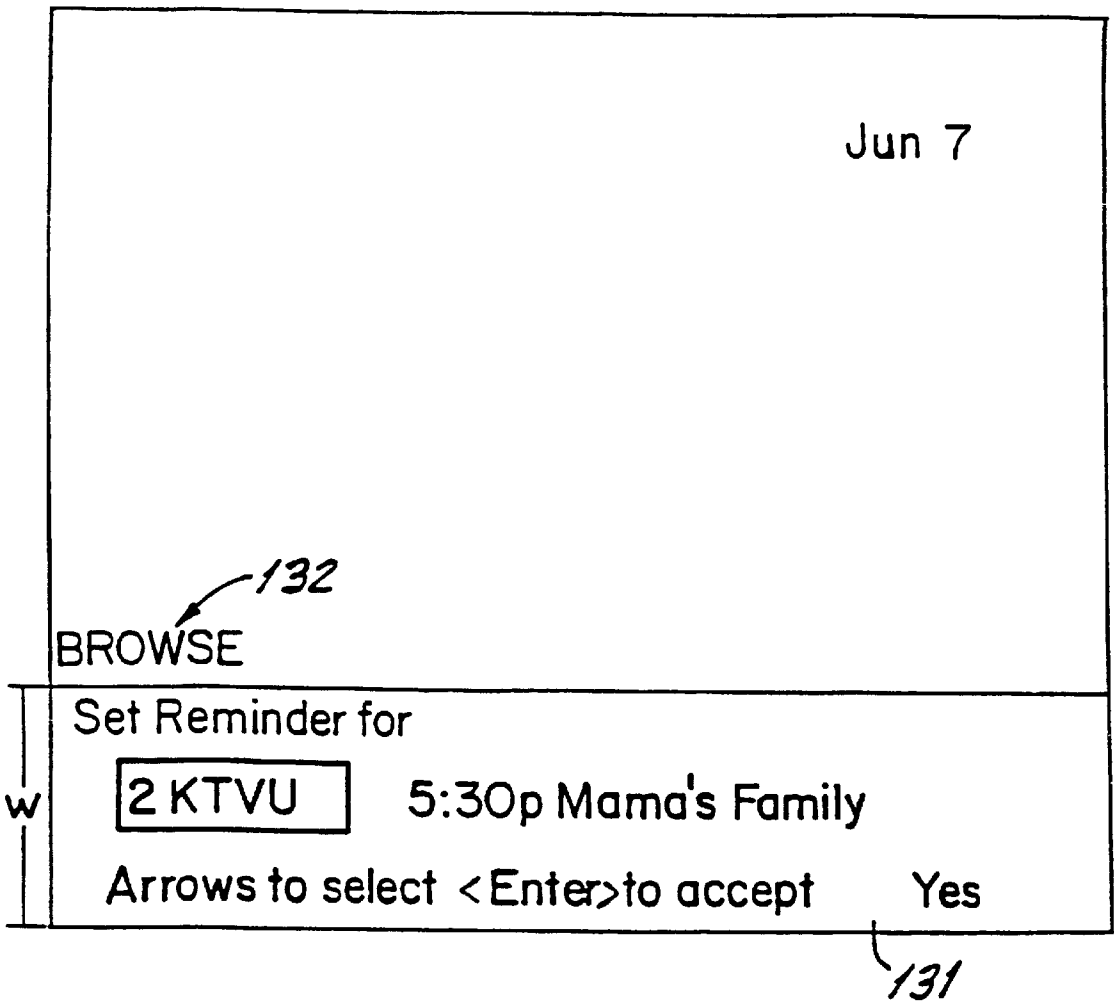 Jun 7
132
BROWSE
Set Reminder for
W
2 KTVU 5:30p Mama's Family
Arrows to select <Enter>to accept Yes
131